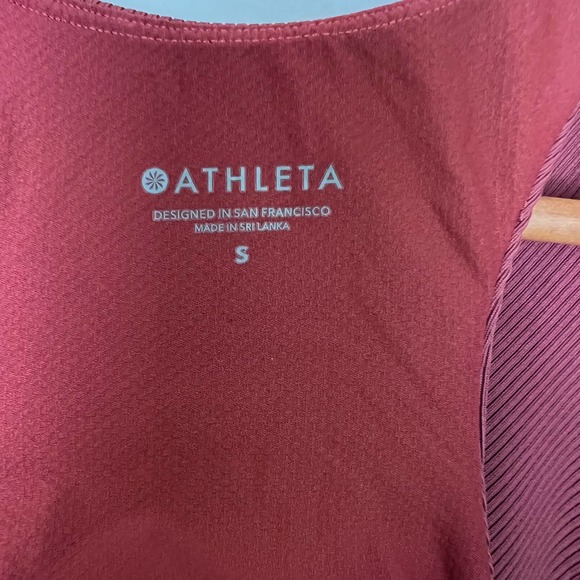 ATHLETA
DESIGNED IN SAN FRANCISCO
MADE IN SRI LANKA
S